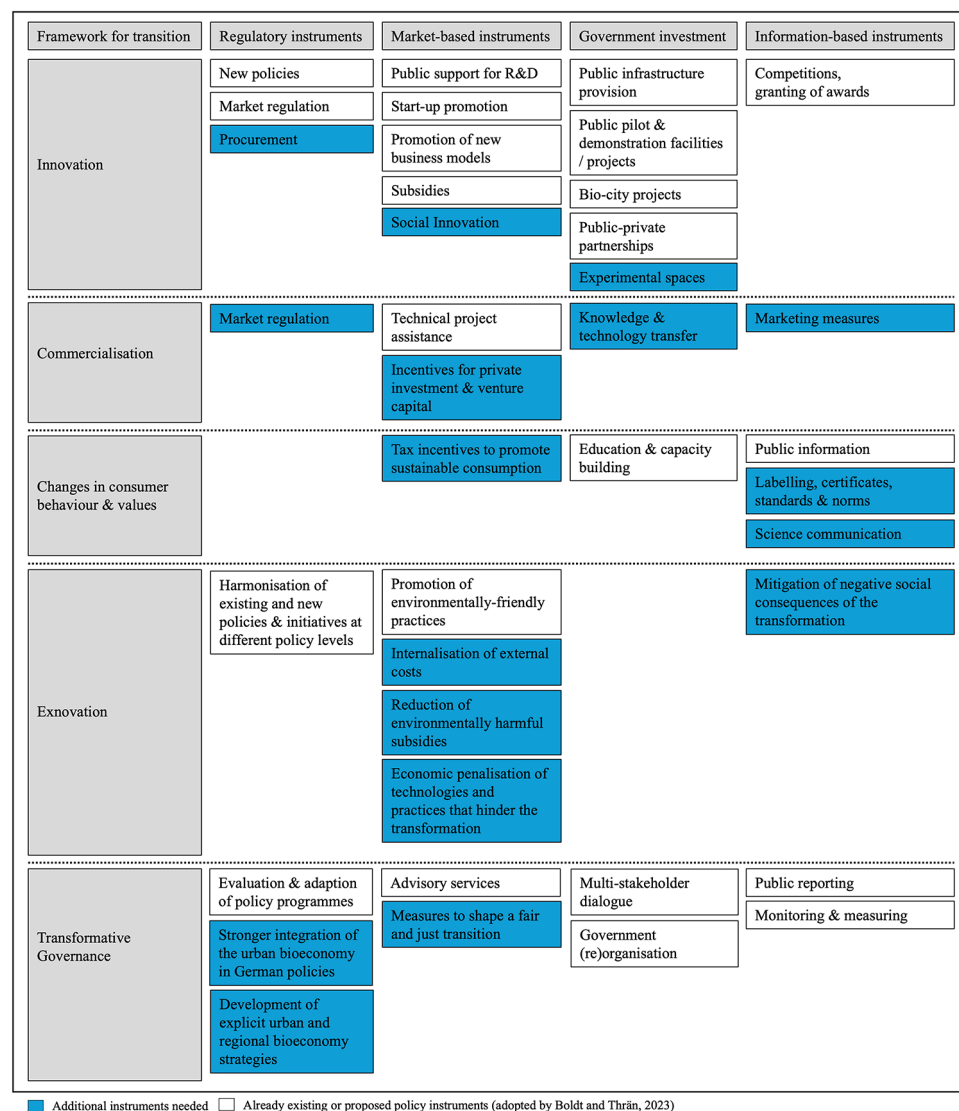 Framework for transition
Regulatory instruments
Market-based instruments
Government investment
Information-based instruments
Innovation
New policies
Market regulation
Procurement
Public support for R&D
Start-up promotion
Promotion of new
business models
Subsidies
Social Innovation
Public infrastructure
provision
Public pilot &
demonstration facilities
/ projects
Bio-city projects
Public-private
partnerships
Experimental spaces
Competitions,
granting of awards
Commercialisation
Market regulation
Technical project
assistance
Incentives for private
investment & venture
capital
Knowledge &
technology transfer
Marketing measures
Changes in consumer
behaviour & values
Tax incentives to promote
sustainable consumption
Education & capacity
building
Public information
Labelling, certificates,
standards & norms
Science communication
Exnovation
Harmonisation of
existing and new
policies & initiatives at
different policy levels
Promotion of
environmentally-friendly
practices
Internalisation of external
costs
Reduction of
environmentally harmful
subsidies
Economic penalisation of
technologies and
practices that hinder the
transformation
Mitigation of negative social
consequences of the
transformation
Transformative
Governance
Evaluation & adaption
of policy programmes
Stronger integration of
the urban bioeconomy
in German policies
Development of
explicit urban and
regional bioeconomy
strategies
Advisory services
Measures to shape a fair
and just transition
Multi-stakeholder
dialogue
Government
(re)organisation
Public reporting
Monitoring & measuring
Additional instruments needed
Already existing or proposed policy instruments (adopted by Boldt and Thrän, 2023)